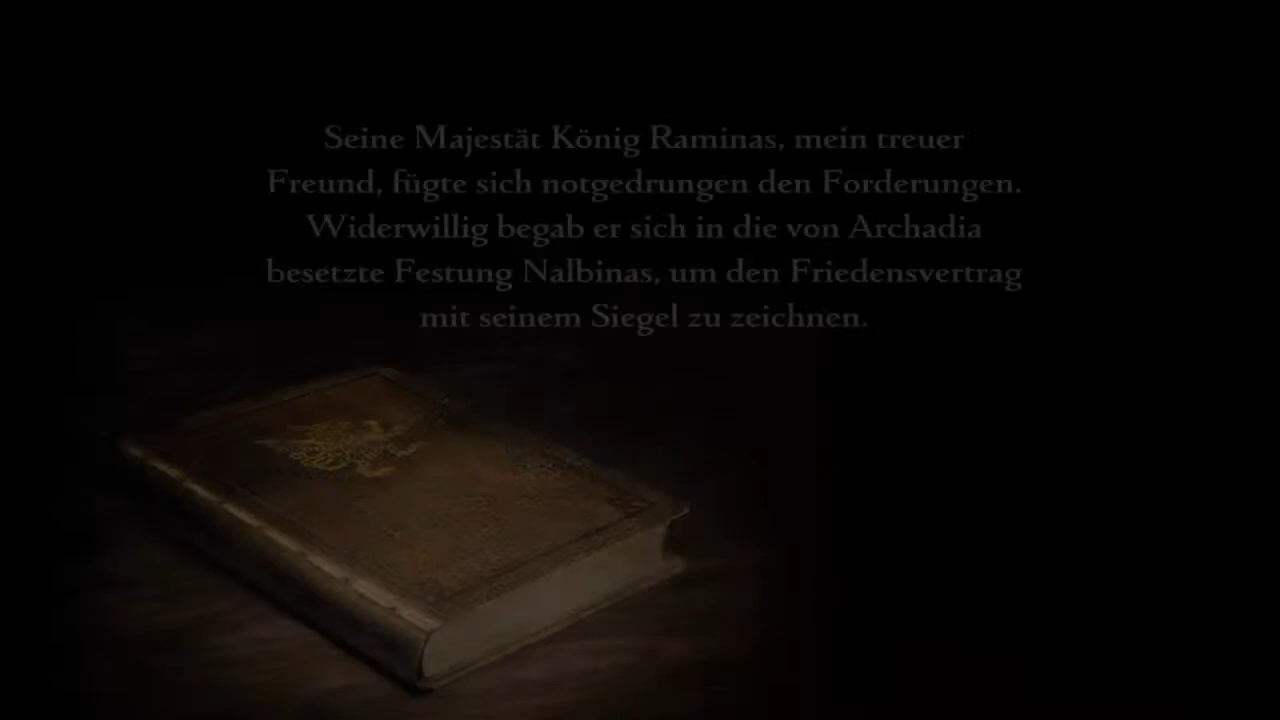 Seine Majestät König Raminas, mein treuer
Freund, fügte sich notgedrungen den Forderungen.
Widerwillig begab er sich in die von Archadia
besetzte Festung Nalbinas, um den Friedensvertrag
mit seinem Siegel zu zeichnen.